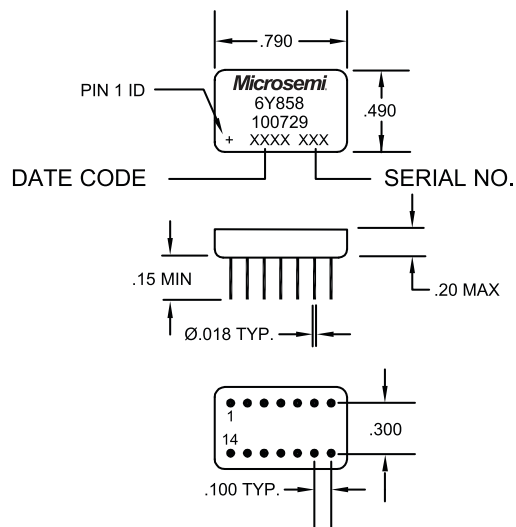 .790
Microsemi
PIN 1 ID
6Y858
100729
.490
+ XXXX XXX
DATE CODE
SERIAL NO.
.15 MIN
.20 MAX
Ø.018 TYP.
1
.300
14
.100 TYP.